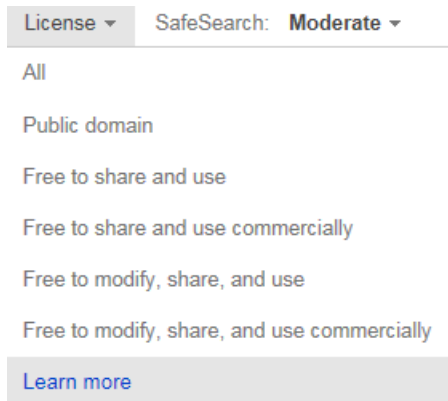 License SafeSearch: Moderate
All
Public domain
Free to share and use
Free to share and use commercially
Free to modify, share, and use
Free to modify, share, and use commercially
Learn more